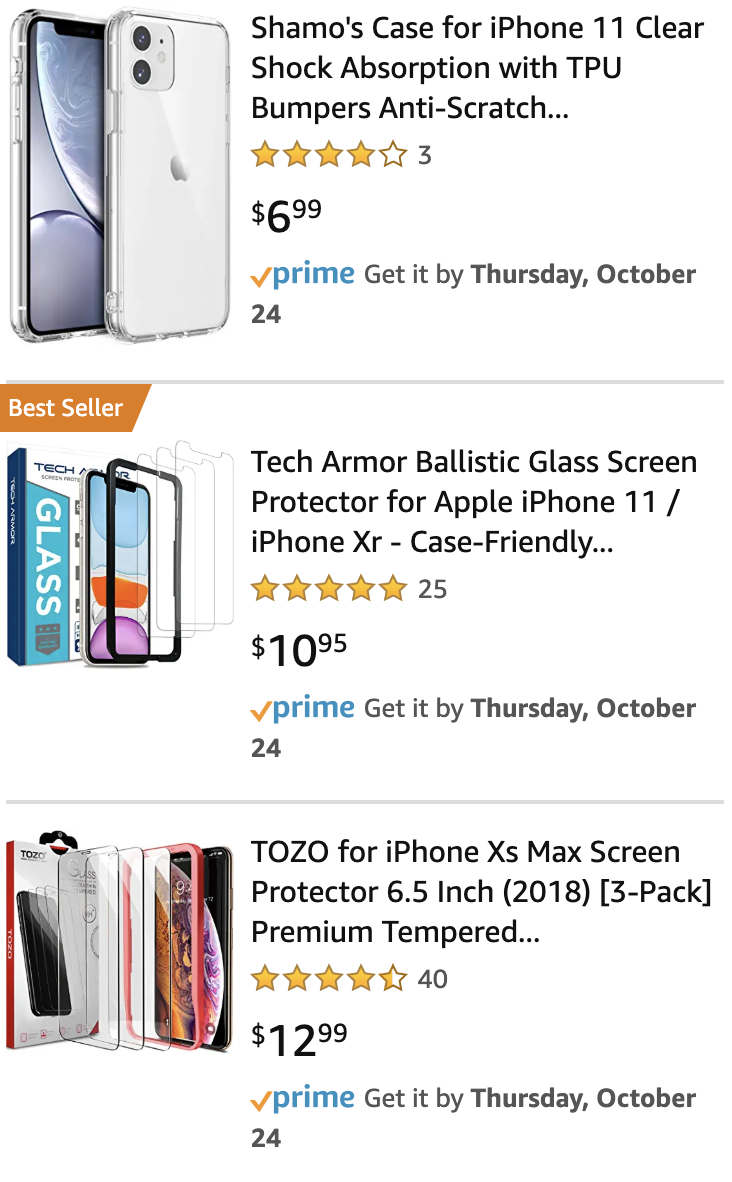 Shamo's Case for iPhone 11 Clear
Shock Absorption with TPU
Bumpers Anti-Scratch...
3
$6.99
prime Get it by Thursday, October
24
Best Seller
TECH ARMOR
SCREEN PROTE
TECH ARMOR
GLASS
Tech Armor Ballistic Glass Screen
Protector for Apple iPhone 11 /
iPhone Xr - Case-Friendly...
25
$10.95
prime Get it by Thursday, October
24
TOZO
GLASS
TOZO
TOZO for iPhone Xs Max Screen
Protector 6.5 Inch (2018) [3-Pack]
Premium Tempered...
40
$12.99
prime Get it by Thursday, October
24